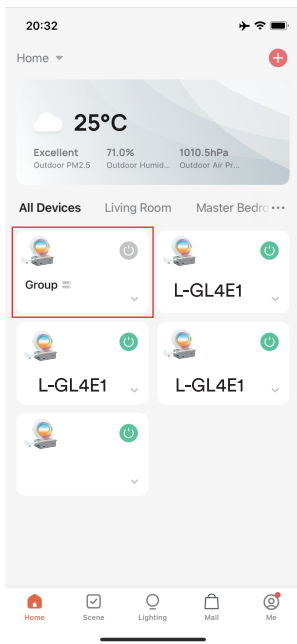 20:32
Home
25°C
Excellent 71.0% 1010.5hPa
Outdoor PM2.5 Outdoor Humid... Outdoor Air Pr...
All Devices Living Room Master Bedro ···
Group
L-GL4E1
L-GL4E1 L-GL4E1
Home Scene Lighting Mall Me